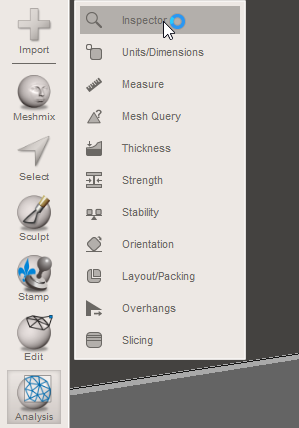 Import
Meshmix
Select
Sculpt
Stamp
Edit
Analysis
Inspector
Units/Dimensions
Measure
Mesh Query
Thickness
Strength
Stability
Orientation
Layout/Packing
Overhangs
Slicing